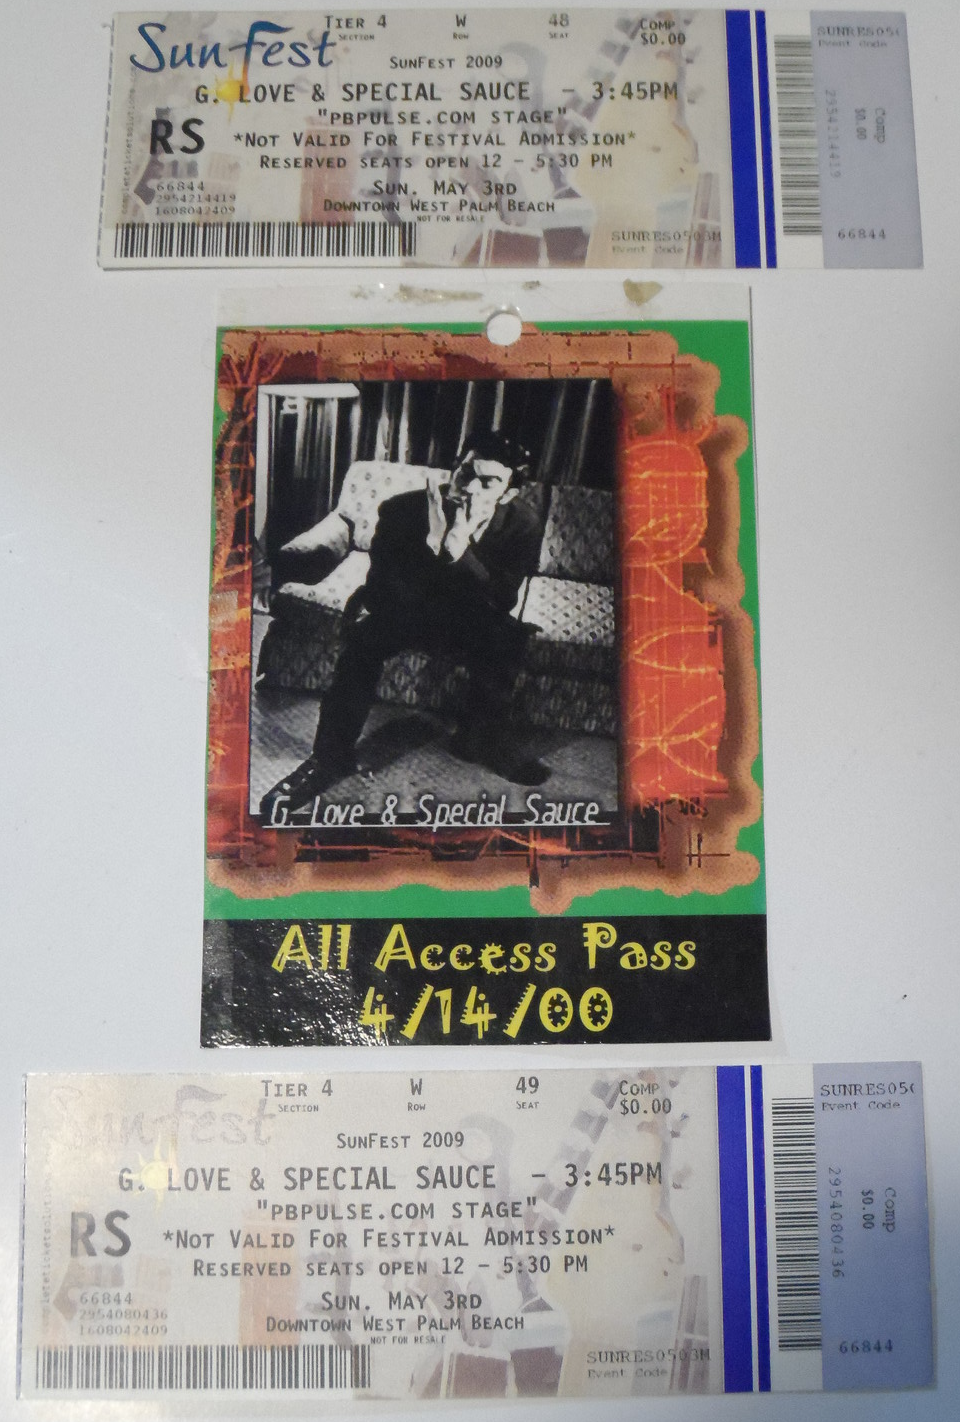 SunFest
TIER 4 W 48 COMP
SECTION ROW SEAT $0.00
SUNFEST 2009
G. LOVE & SPECIAL SAUCE - 3:45PM
"PBPULSE.COM STAGE"
RS
*NOT VALID FOR FESTIVAL ADMISSION*
RESERVED SEATS OPEN 12 - 5:30 PM
66844
2954214419
1608042409
SUN. MAY 3RD
DOWNTOWN WEST PALM BEACH
NOT FOR RESALE
SUNRES0503M
Event Code
SUNRES05
Event Code
2954214419
Comp
$0.00
66844
G. Love & Special Sauce
All Access Pass
4/14/00
SunFest
TIER 4 W 49 COMP
SECTION ROW SEAT $0.00
SUNFEST 2009
G. LOVE & SPECIAL SAUCE - 3:45PM
"PBPULSE.COM STAGE"
RS
*NOT VALID FOR FESTIVAL ADMISSION*
RESERVED SEATS OPEN 12 - 5:30 PM
66844
2954080436
1608042409
SUN. MAY 3RD
DOWNTOWN WEST PALM BEACH
NOT FOR RESALE
SUNRES0503M
Event Code
SUNRES05
Event Code
2954080436
Comp
$0.00
66844